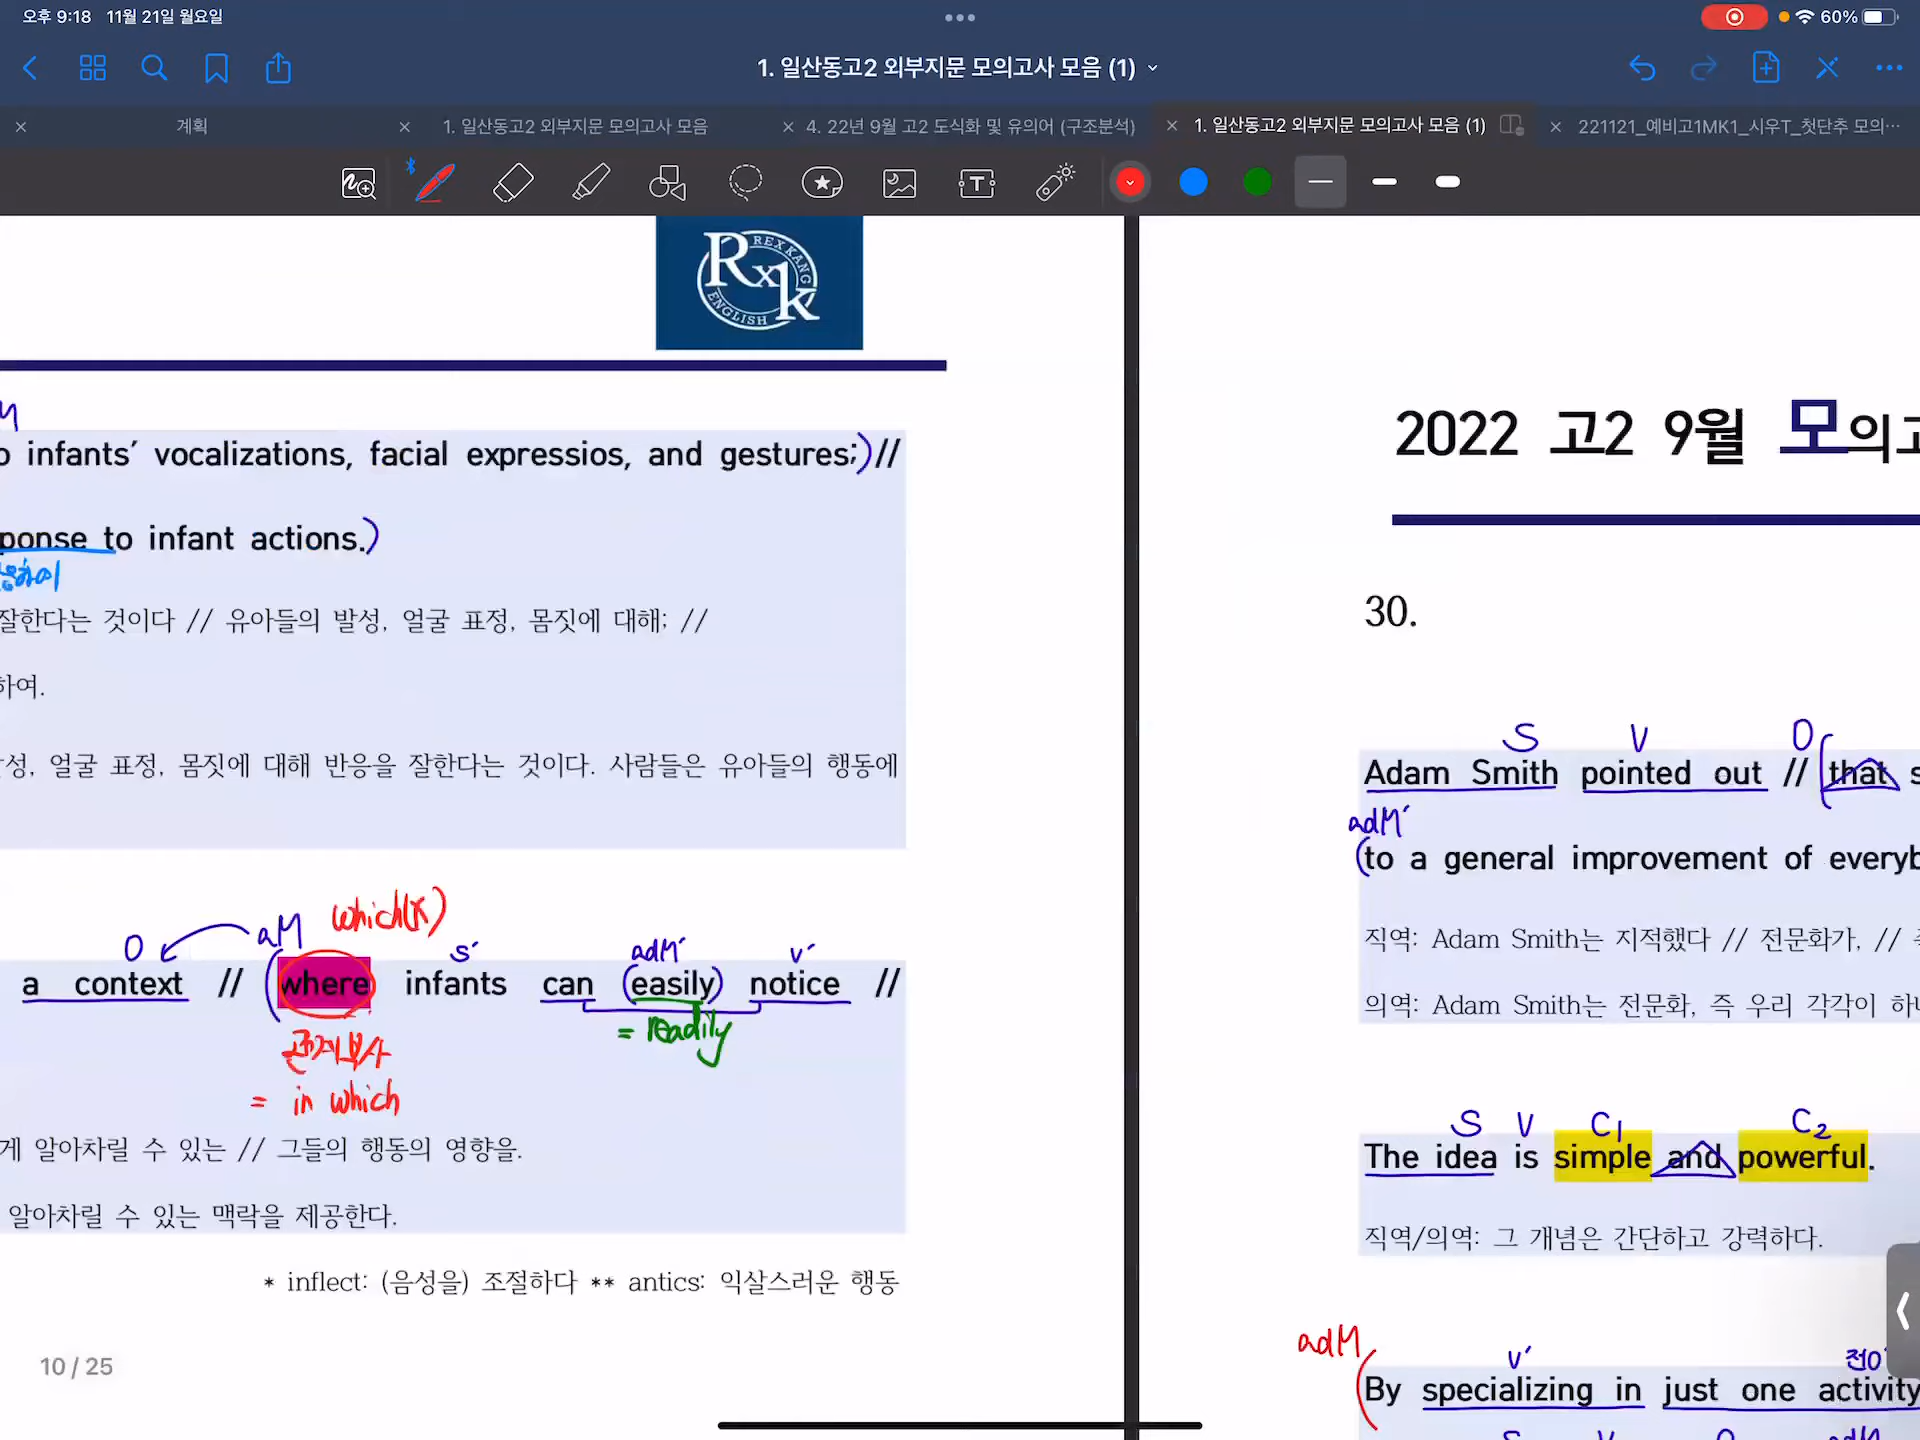 오후 9:18 11월 21일 월요일
60%
1. 일산동고2 외부지문 모의고사 모음 (1)
계획
1. 일산동고2 외부지문 모의고사 모음
4. 22년 9월 고2 도식화 및 유의어 (구조분석)
1. 일산동고2 외부지문 모의고사 모음 (1)
221121_예비고1MK1_시우T_첫단추 모의…
RxK
REX KANG
ENGLISH
o infants′ vocalizations, facial expressios, and gestures;) //
ponse to infant actions.)
잘한다는 것이다 // 유아들의 발성, 얼굴 표정, 몸짓에 대해; //
하여.
성, 얼굴 표정, 몸짓에 대해 반응을 잘한다는 것이다. 사람들은 유아들의 행동에
which(x)
O aM s′ adM′ v′
a context // (where infants can (easily) notice //
= readily
관계부사
= in which
게 알아차릴 수 있는 // 그들의 행동의 영향을.
알아차릴 수 있는 맥락을 제공한다.
* inflect: (음성을) 조절하다 ** antics: 익살스러운 행동
10 / 25
2022 고2 9월 모의고
30.
S V O
Adam Smith pointed out // (that s
adM′
(to a general improvement of everyb
직역: Adam Smith는 지적했다 // 전문화가, //
의역: Adam Smith는 전문화, 즉 우리 각각이 하
S V C1 C2
The idea is simple and powerful.
직역/의역: 그 개념은 간단하고 강력하다.
adM v′ 전O′
(By specializing in just one activity
S V O adM